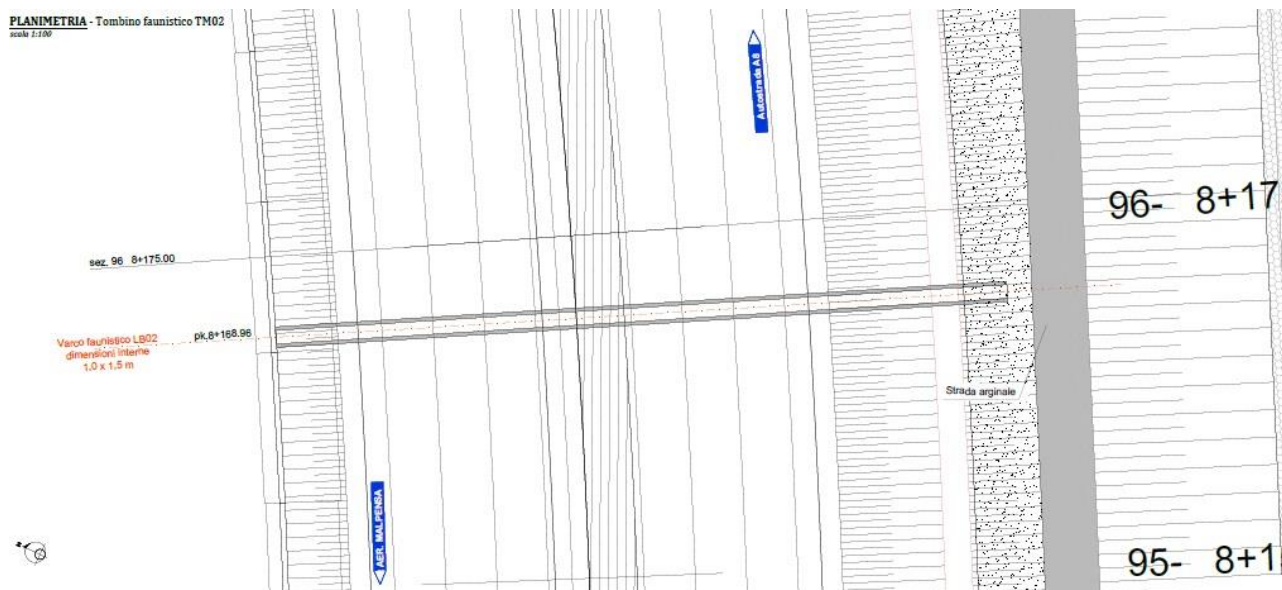 PLANIMETRIA - Tombino faunistico TM02
scala 1:100
Autostrada A8
96- 8+17
sez. 96 8+175.00
pk.8+168.96
Varco faunistico LB02
dimensioni interne
1.0 x 1.5 m
Strada arginale
AER. MALPENSA
95- 8+1